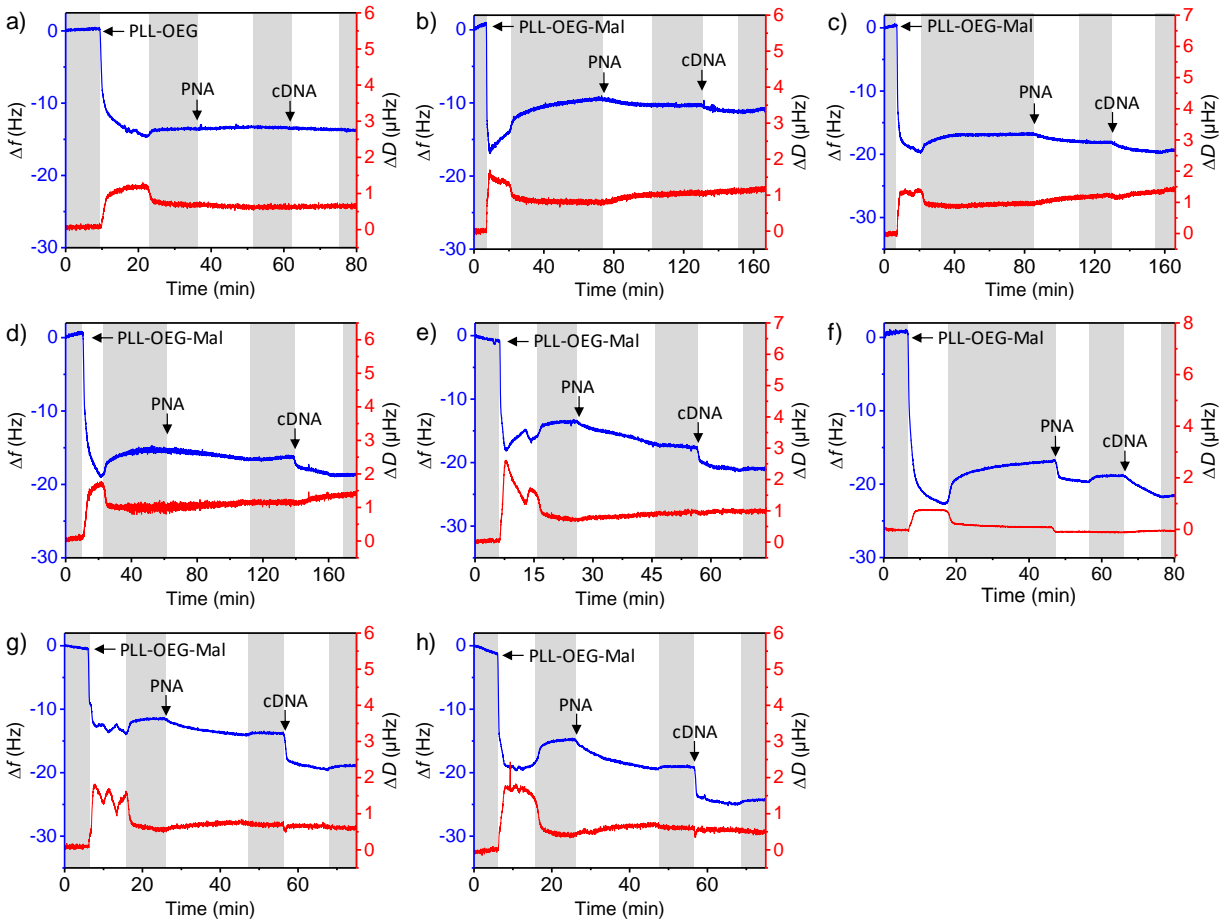 a)
PLL-OEG
PNA
cDNA
0
-10
-20
-30
Δf (Hz)
6
5
4
3
2
1
0
ΔD (μHz)
0 20 40 60 80
Time (min)
b)
PLL-OEG-Mal
PNA
cDNA
0
-10
-20
-30
Δf (Hz)
6
5
4
3
2
1
0
ΔD (μHz)
0 40 80 120 160
Time (min)
c)
PLL-OEG-Mal
PNA
cDNA
0
-10
-20
-30
Δf (Hz)
7
6
5
4
3
2
1
0
ΔD (μHz)
0 40 80 120 160
Time (min)
d)
PLL-OEG-Mal
PNA
cDNA
0
-10
-20
-30
Δf (Hz)
6
5
4
3
2
1
0
ΔD (μHz)
0 40 80 120 160
Time (min)
e)
PLL-OEG-Mal
PNA
cDNA
0
-10
-20
-30
Δf (Hz)
7
6
5
4
3
2
1
0
ΔD (μHz)
0 15 30 45 60
Time (min)
f)
PLL-OEG-Mal
PNA
cDNA
0
-10
-20
-30
Δf (Hz)
8
6
4
2
0
ΔD (μHz)
0 20 40 60 80
Time (min)
g)
PLL-OEG-Mal
PNA
cDNA
0
-10
-20
-30
Δf (Hz)
6
5
4
3
2
1
0
ΔD (μHz)
0 20 40 60
Time (min)
h)
PLL-OEG-Mal
PNA
cDNA
0
-10
-20
-30
Δf (Hz)
6
5
4
3
2
1
0
ΔD (μHz)
0 20 40 60
Time (min)